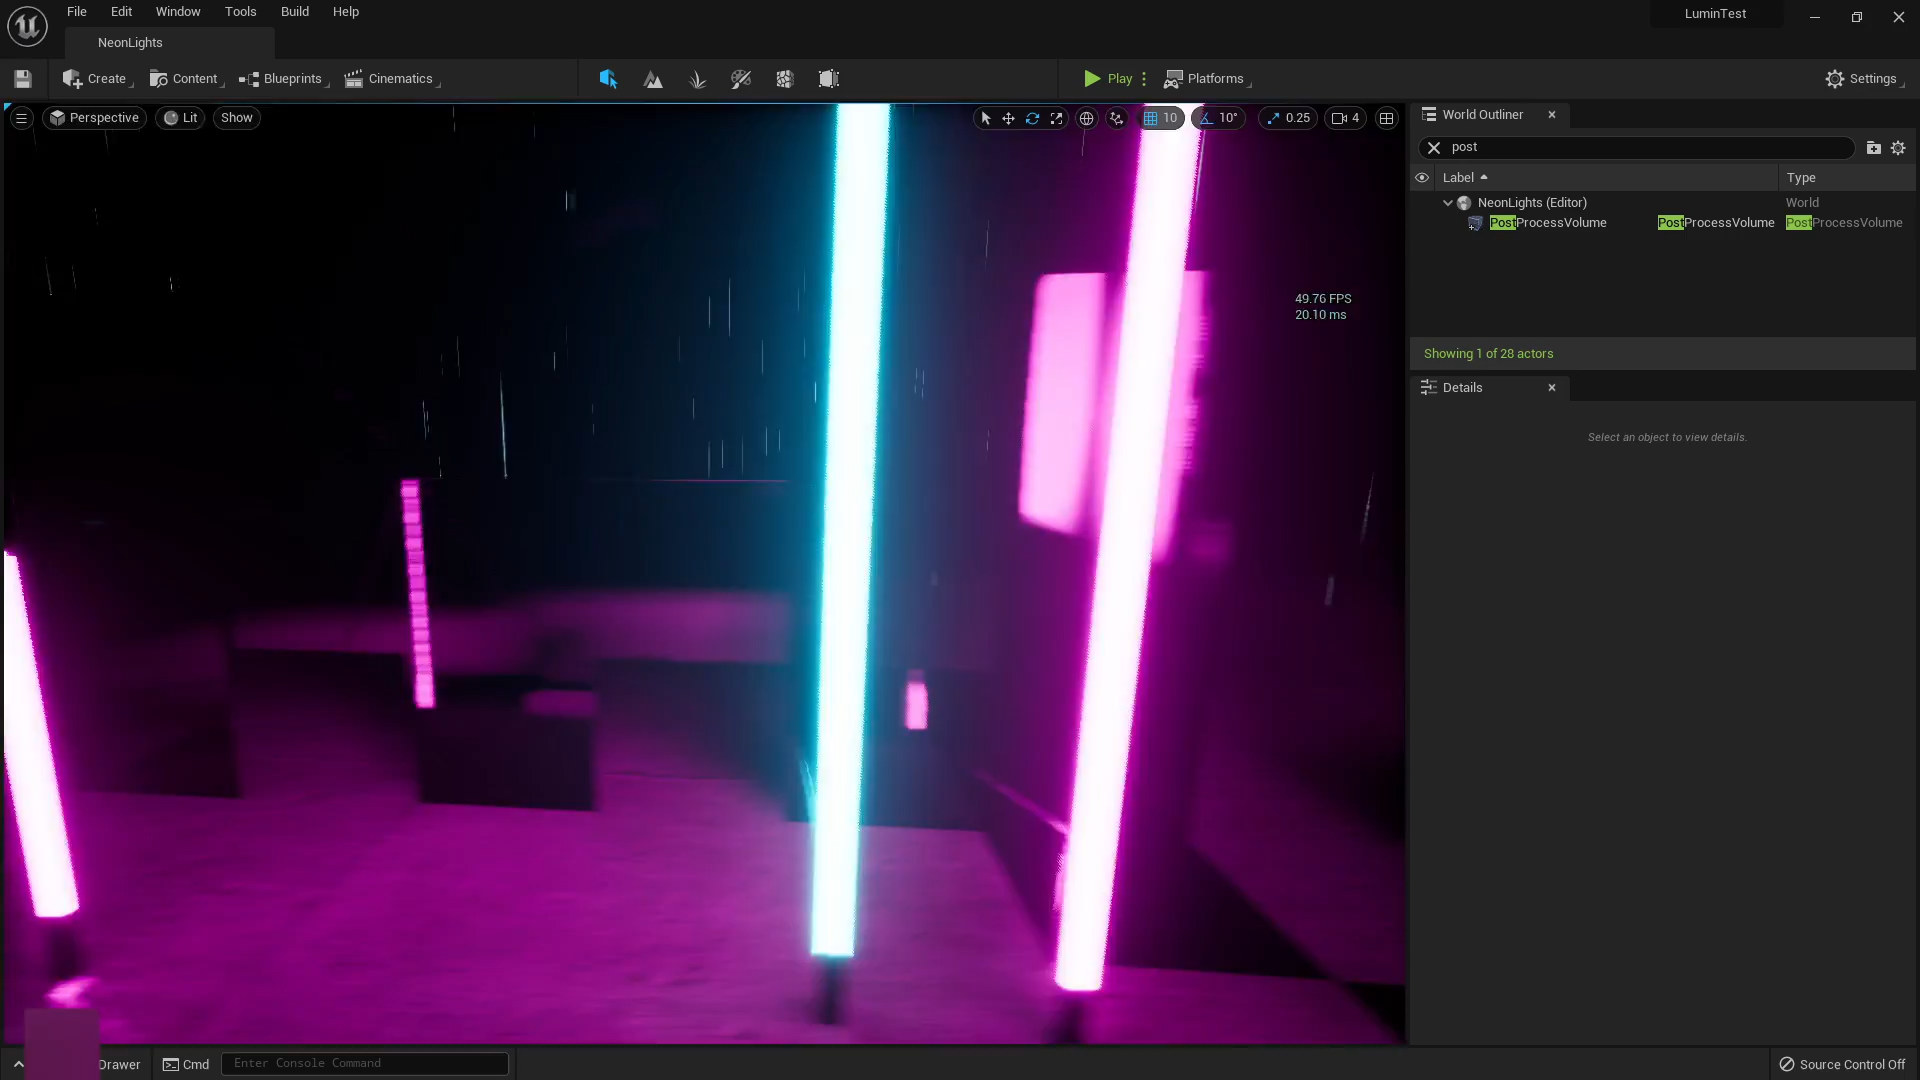 File Edit Window Tools Build Help
LuminTest
NeonLights
Create Content Blueprints Cinematics Play Platforms Settings
Perspective Lit Show 10 10° 0.25 4
World Outliner
post
Label Type
NeonLights (Editor) World
PostProcessVolume PostProcessVolume PostProcessVolume
49.76 FPS
20.10 ms
Showing 1 of 28 actors
Details
Select an object to view details.
Drawer Cmd Enter Console Command Source Control Off